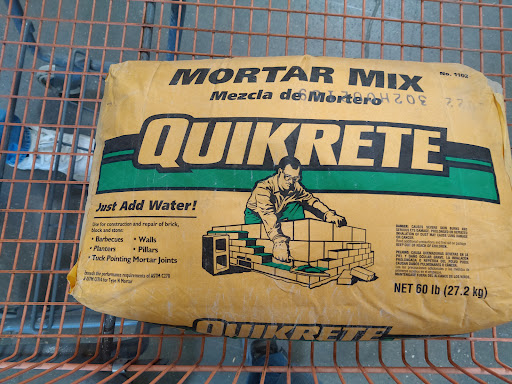 MORTAR MIX
No. 1102
Mezcla de Mortero
QUIKRETE
Just Add Water!
Use for construction and repair of brick,
block and stone:
• Barbecues • Walls
• Planters • Pillars
• Tuck Pointing Mortar Joints
NET 60 lb (27.2 kg)
QUIKRETE